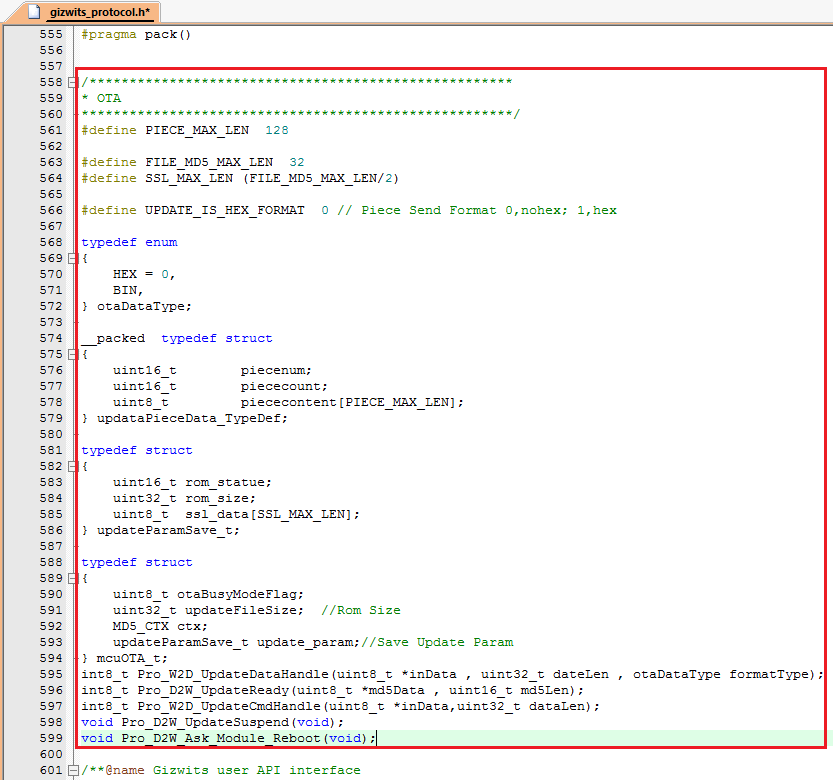 gizwits_protocol.h*
555 #pragma pack()
556
557
558 /*****************************************************
559 * OTA
560 ******************************************************/
561 #define PIECE_MAX_LEN  128
562
563 #define FILE_MD5_MAX_LEN  32
564 #define SSL_MAX_LEN (FILE_MD5_MAX_LEN/2)
565
566 #define UPDATE_IS_HEX_FORMAT  0 // Piece Send Format 0,nohex; 1,hex
567
568 typedef enum
569 {
570     HEX = 0,
571     BIN,
572 } otaDataType;
573
574 __packed  typedef struct
575 {
576     uint16_t        piecenum;
577     uint16_t        piececount;
578     uint8_t         piececontent[PIECE_MAX_LEN];
579 } updataPieceData_TypeDef;
580
581 typedef struct
582 {
583     uint16_t rom_statue;
584     uint32_t rom_size;
585     uint8_t  ssl_data[SSL_MAX_LEN];
586 } updateParamSave_t;
587
588 typedef struct
589 {
590     uint8_t otaBusyModeFlag;
591     uint32_t updateFileSize;  //Rom Size
592     MD5_CTX ctx;
593     updateParamSave_t update_param;//Save Update Param
594 } mcuOTA_t;
595 int8_t Pro_W2D_UpdateDataHandle(uint8_t *inData , uint32_t dateLen , otaDataType formatType);
596 int8_t Pro_D2W_UpdateReady(uint8_t *md5Data , uint16_t md5Len);
597 int8_t Pro_W2D_UpdateCmdHandle(uint8_t *inData,uint32_t dataLen);
598 void Pro_D2W_UpdateSuspend(void);
599 void Pro_D2W_Ask_Module_Reboot(void);
600
601 /**@name Gizwits user API interface